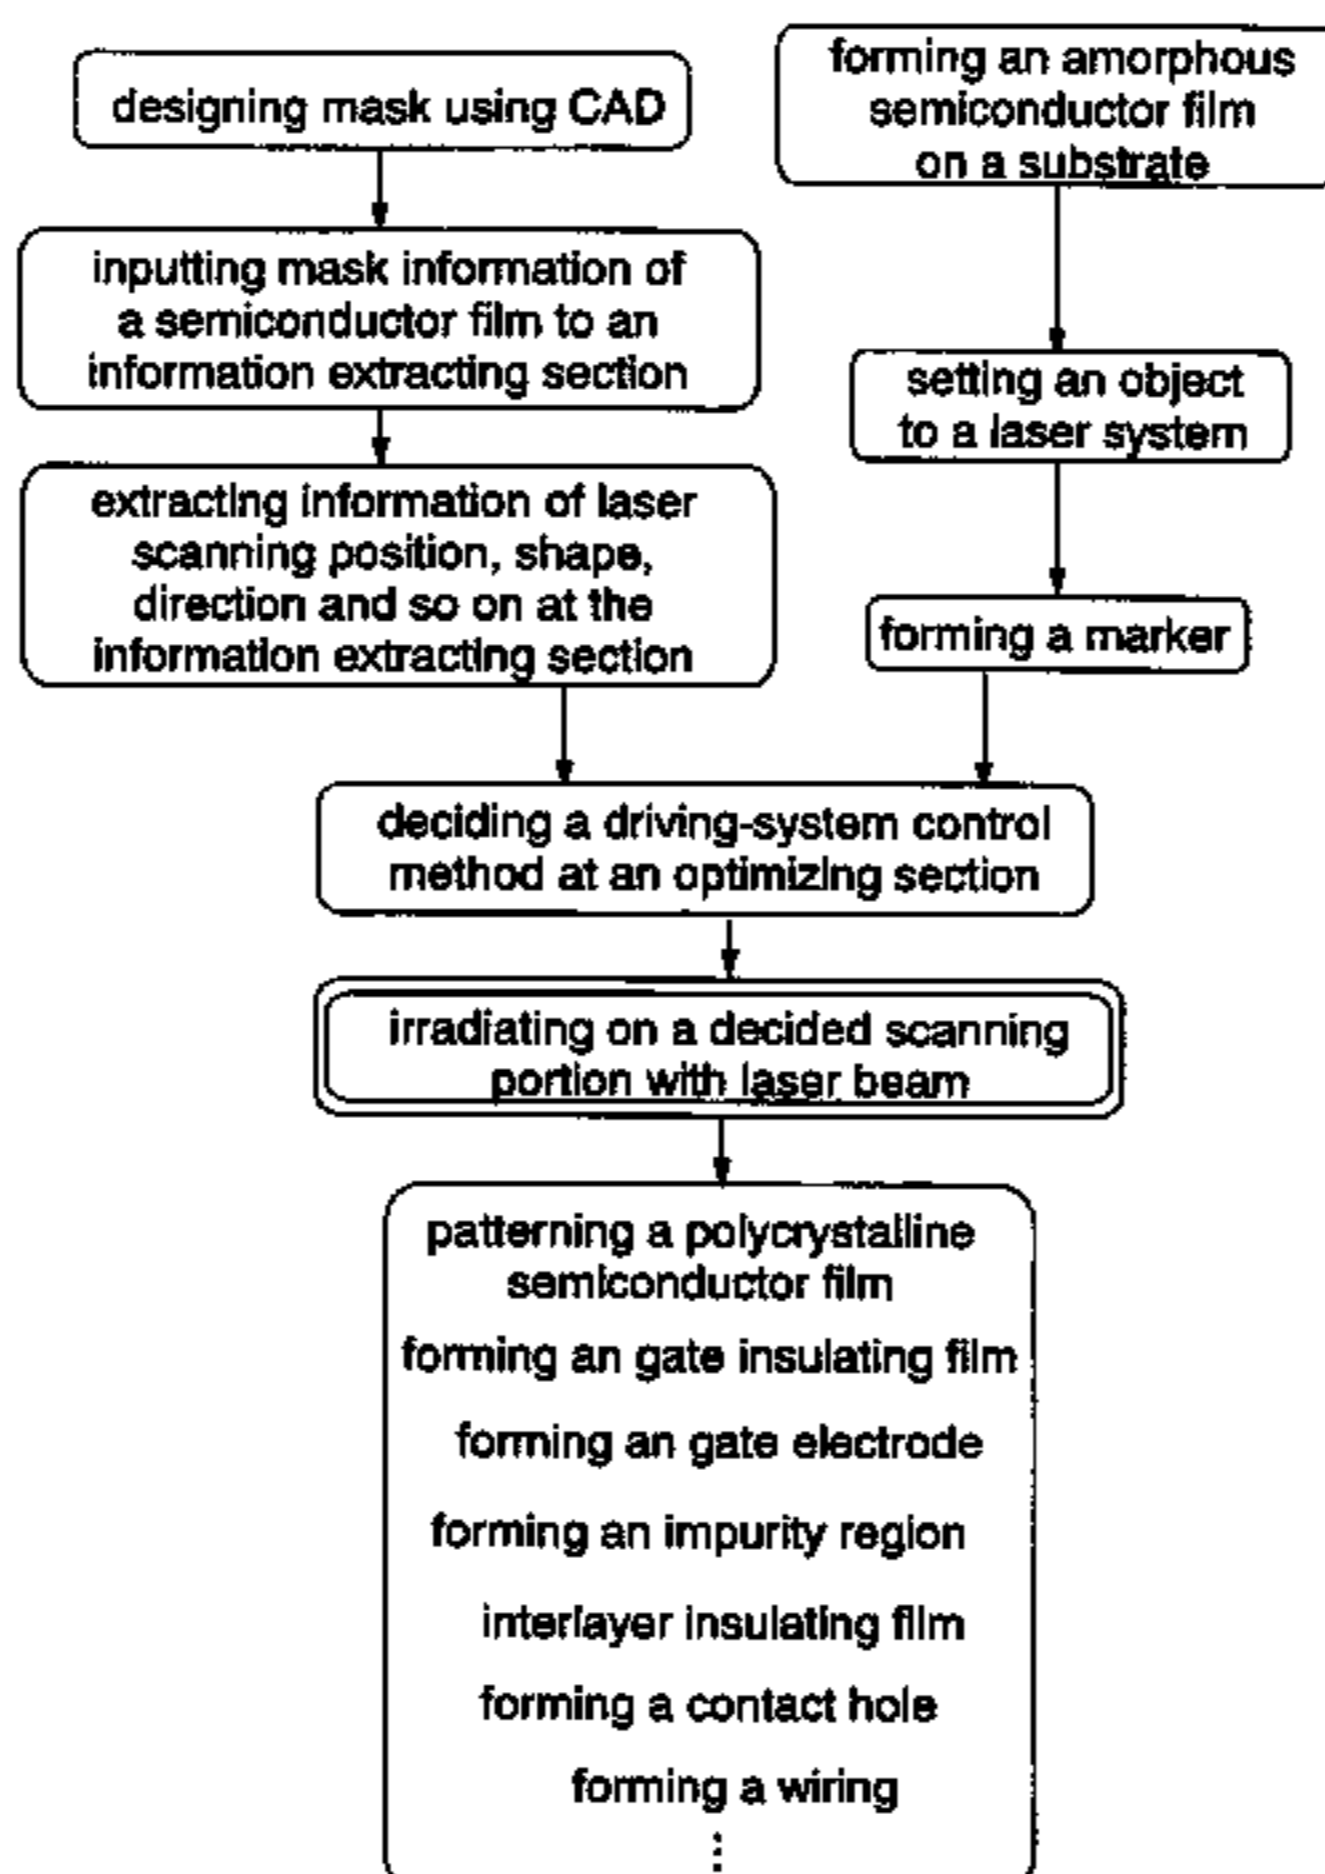 designing mask using CAD
inputting mask information of
a semiconductor film to an
information extracting section
extracting information of laser
scanning position, shape,
direction and so on at the
information extracting section
forming an amorphous
semiconductor film
on a substrate
setting an object
to a laser system
forming a marker
deciding a driving-system control
method at an optimizing section
irradiating on a decided scanning
portion with laser beam
patterning a polycrystalline
semiconductor film
forming an gate insulating film
forming an gate electrode
forming an impurity region
interlayer insulating film
forming a contact hole
forming a wiring
⋮